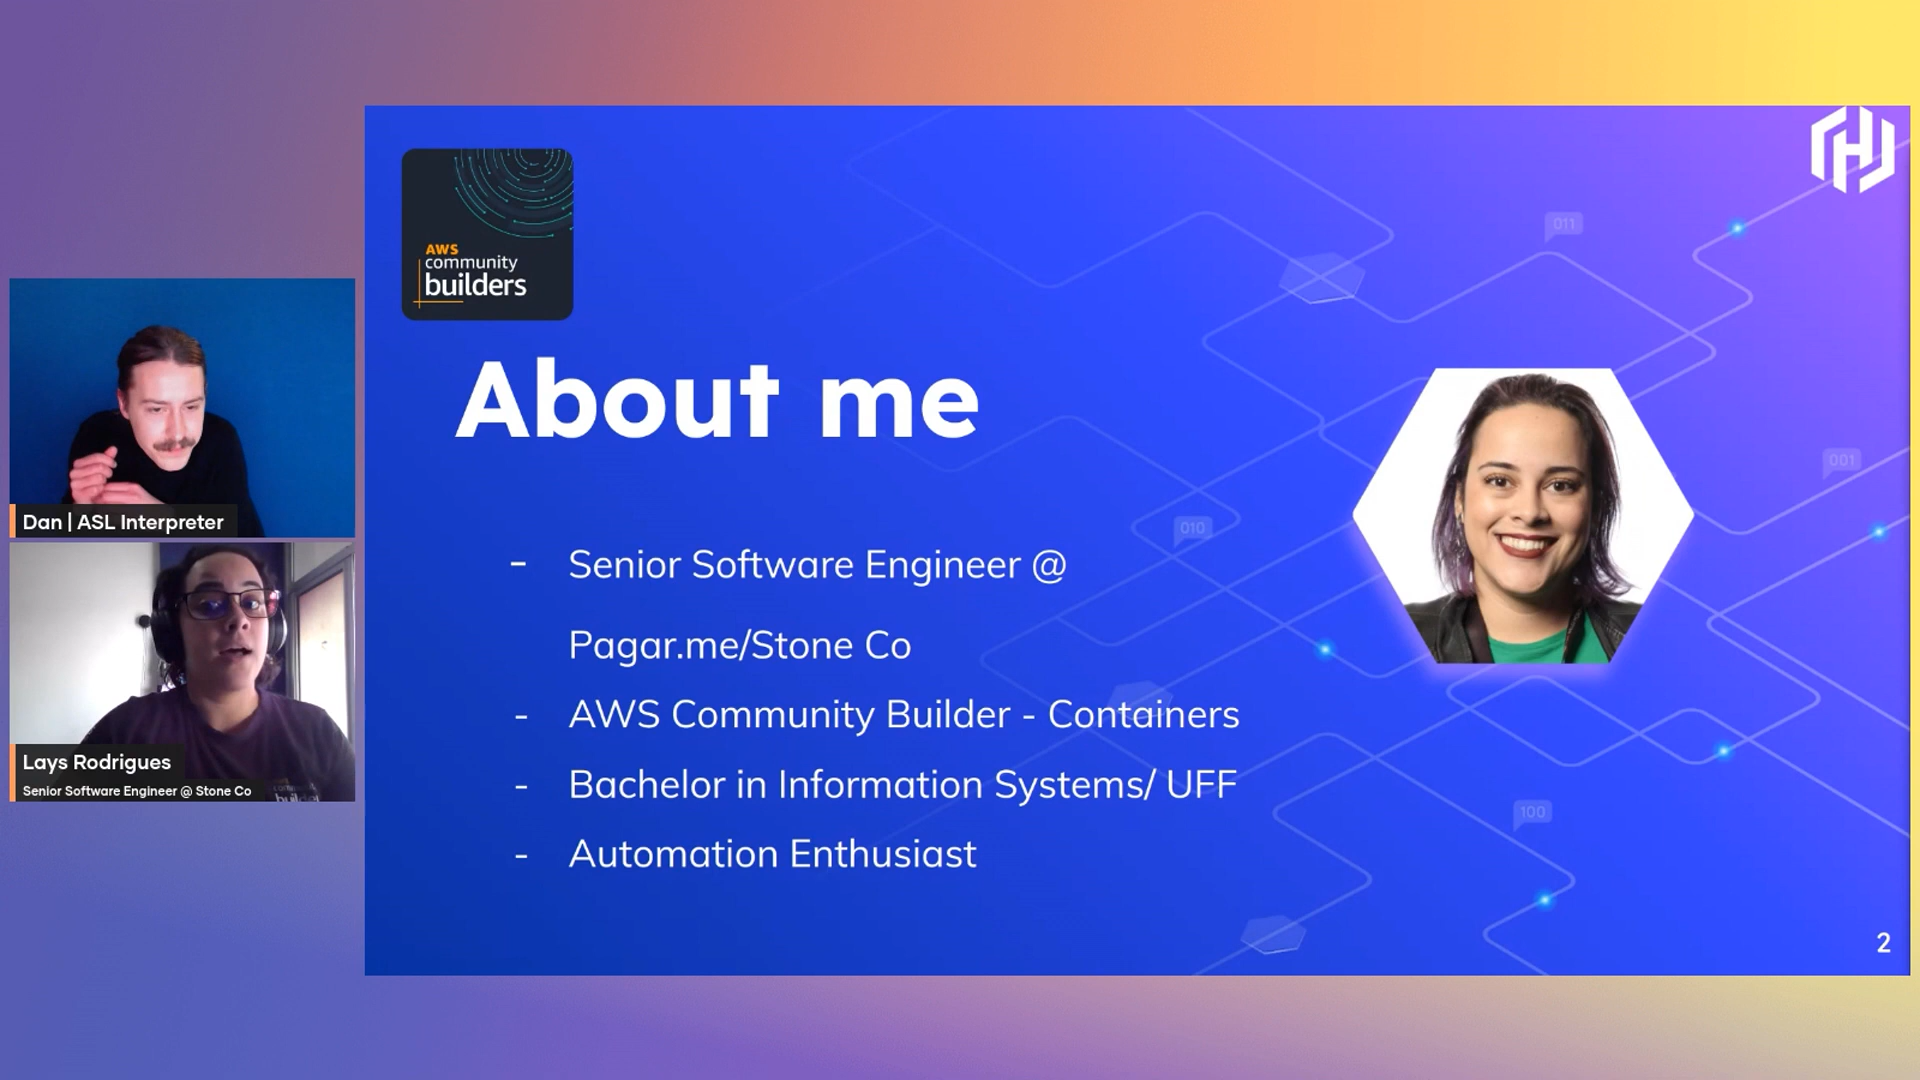 AWS
community
builders
About me
- Senior Software Engineer @
Pagar.me/Stone Co
- AWS Community Builder - Containers
- Bachelor in Information Systems/ UFF
- Automation Enthusiast
011
001
010
100
2
Dan | ASL Interpreter
Lays Rodrigues
Senior Software Engineer @ Stone Co